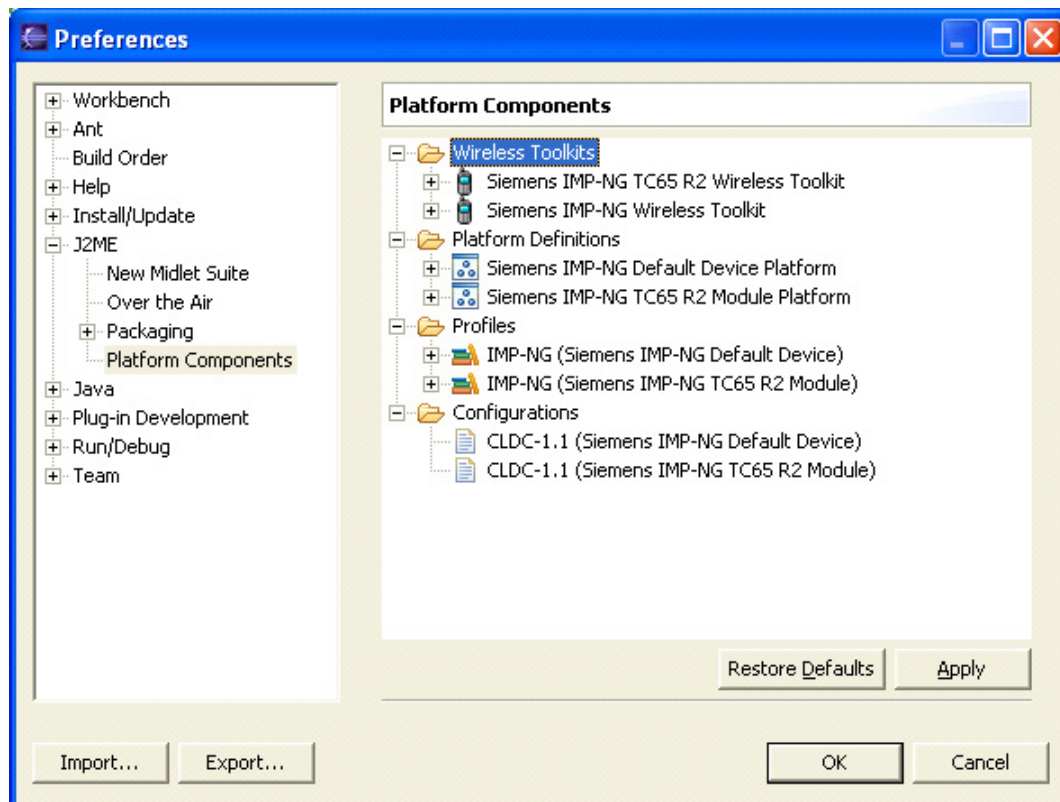 Preferences
Workbench
Ant
Build Order
Help
Install/Update
J2ME
New Midlet Suite
Over the Air
Packaging
Platform Components
Java
Plug-in Development
Run/Debug
Team
Platform Components
Wireless Toolkits
Siemens IMP-NG TC65 R2 Wireless Toolkit
Siemens IMP-NG Wireless Toolkit
Platform Definitions
Siemens IMP-NG Default Device Platform
Siemens IMP-NG TC65 R2 Module Platform
Profiles
IMP-NG (Siemens IMP-NG Default Device)
IMP-NG (Siemens IMP-NG TC65 R2 Module)
Configurations
CLDC-1.1 (Siemens IMP-NG Default Device)
CLDC-1.1 (Siemens IMP-NG TC65 R2 Module)
Restore Defaults
Apply
Import...
Export...
OK
Cancel